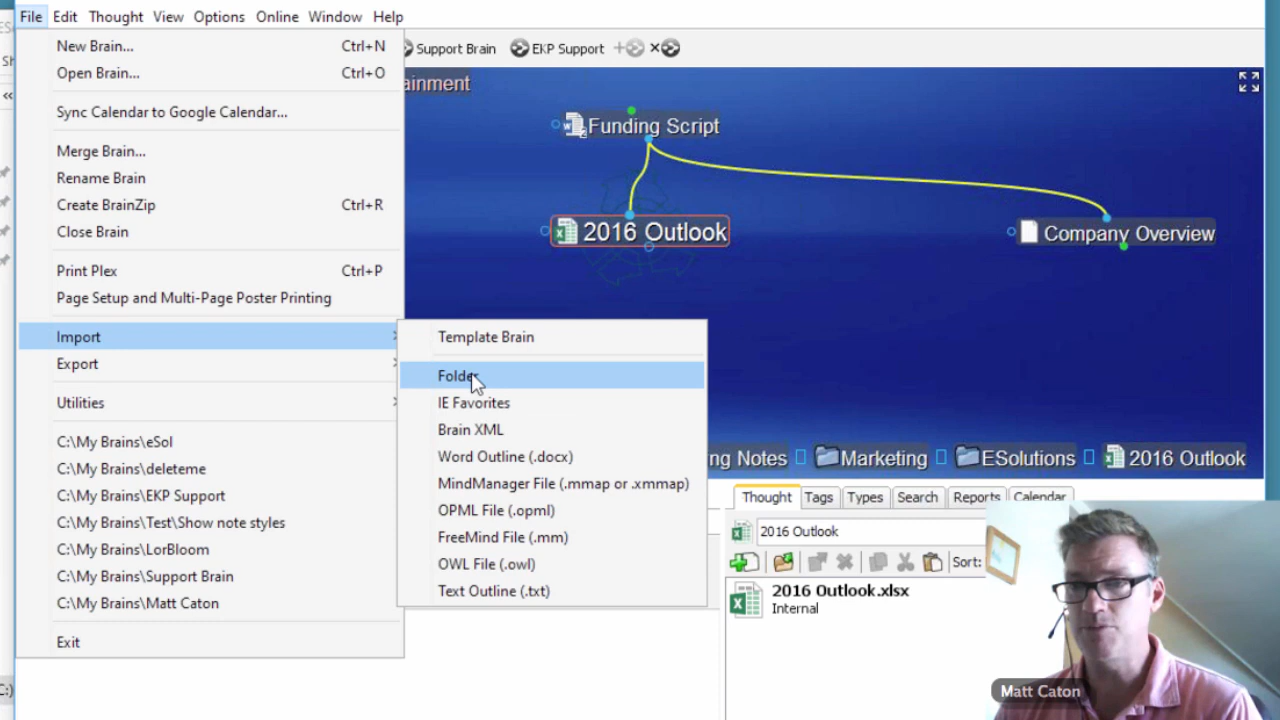 File Edit Thought View Options Online Window Help
New Brain... Ctrl+N
Open Brain... Ctrl+O
Sync Calendar to Google Calendar...
Merge Brain...
Rename Brain
Create BrainZip Ctrl+R
Close Brain
Print Plex Ctrl+P
Page Setup and Multi-Page Poster Printing
Import
Export
Utilities
C:\My Brains\eSol
C:\My Brains\deleteme
C:\My Brains\EKP Support
C:\My Brains\Test\Show note styles
C:\My Brains\LorBloom
C:\My Brains\Support Brain
C:\My Brains\Matt Caton
Exit
Template Brain
Folder
IE Favorites
Brain XML
Word Outline (.docx)
MindManager File (.mmap or .xmmap)
OPML File (.opml)
FreeMind File (.mm)
OWL File (.owl)
Text Outline (.txt)
Support Brain EKP Support
ainment
Funding Script
2016 Outlook
Company Overview
ng Notes Marketing ESolutions 2016 Outlook
Thought Tags Types Search Reports Calendar
2016 Outlook
Sort:
2016 Outlook.xlsx
Internal
Matt Caton